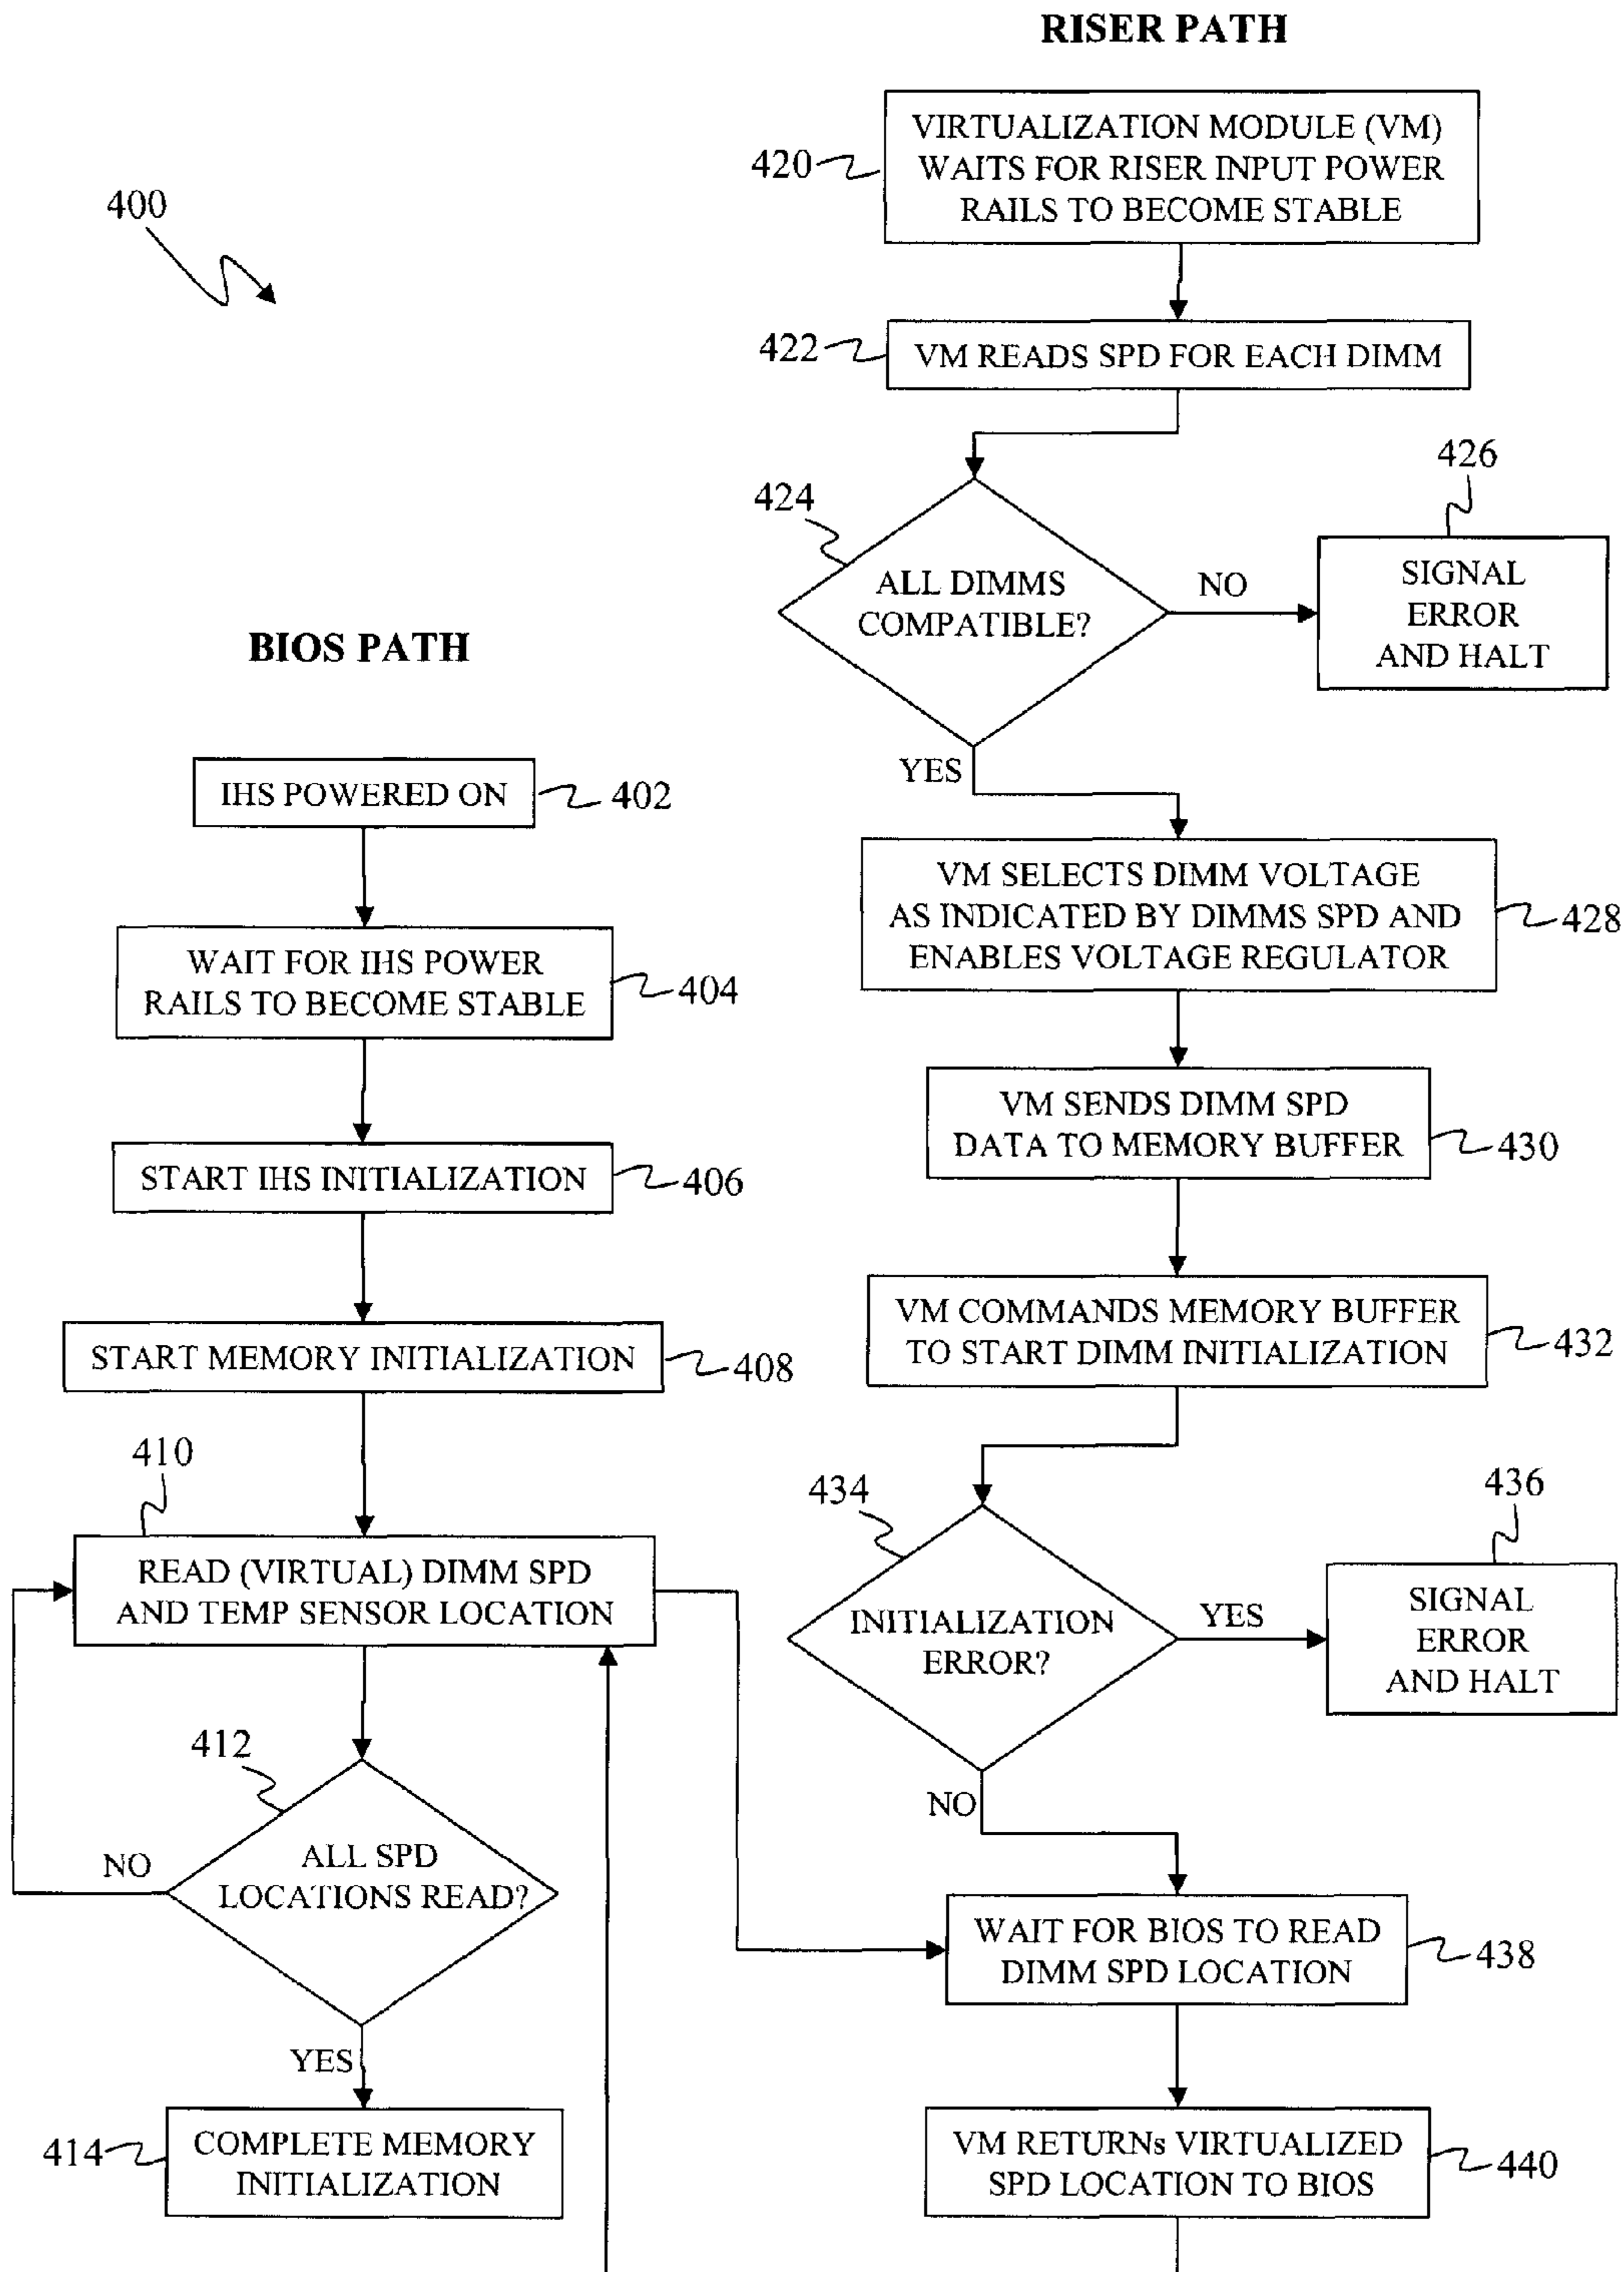 RISER PATH
VIRTUALIZATION MODULE (VM)
WAITS FOR RISER INPUT POWER
RAILS TO BECOME STABLE
420
400
VM READS SPD FOR EACH DIMM
422
424
ALL DIMMS
COMPATIBLE?
NO
426
SIGNAL
ERROR
AND HALT
YES
VM SELECTS DIMM VOLTAGE
AS INDICATED BY DIMMS SPD AND
ENABLES VOLTAGE REGULATOR
428
VM SENDS DIMM SPD
DATA TO MEMORY BUFFER
430
VM COMMANDS MEMORY BUFFER
TO START DIMM INITIALIZATION
432
434
INITIALIZATION
ERROR?
YES
436
SIGNAL
ERROR
AND HALT
NO
WAIT FOR BIOS TO READ
DIMM SPD LOCATION
438
VM RETURNs VIRTUALIZED
SPD LOCATION TO BIOS
440
BIOS PATH
IHS POWERED ON
402
WAIT FOR IHS POWER
RAILS TO BECOME STABLE
404
START IHS INITIALIZATION
406
START MEMORY INITIALIZATION
408
410
READ (VIRTUAL) DIMM SPD
AND TEMP SENSOR LOCATION
412
ALL SPD
LOCATIONS READ?
NO
YES
414
COMPLETE MEMORY
INITIALIZATION